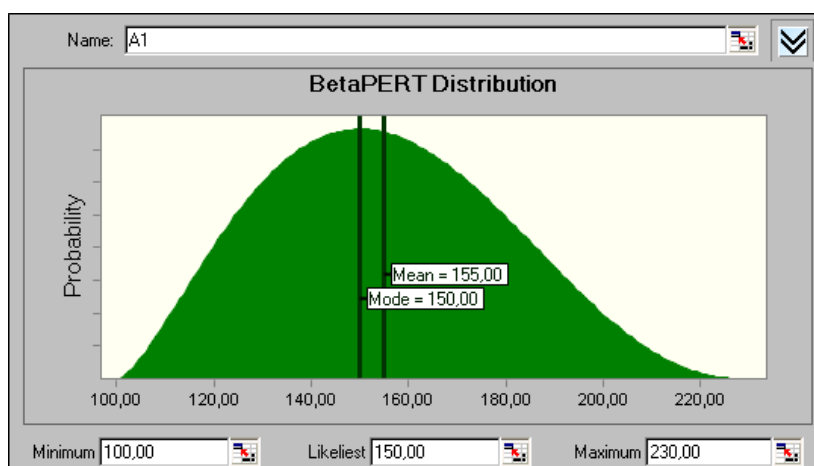 Name: A1
BetaPERT Distribution
Probability
Mean = 155,00
Mode = 150,00
100,00 120,00 140,00 160,00 180,00 200,00 220,00
Minimum 100,00 Likeliest 150,00 Maximum 230,00